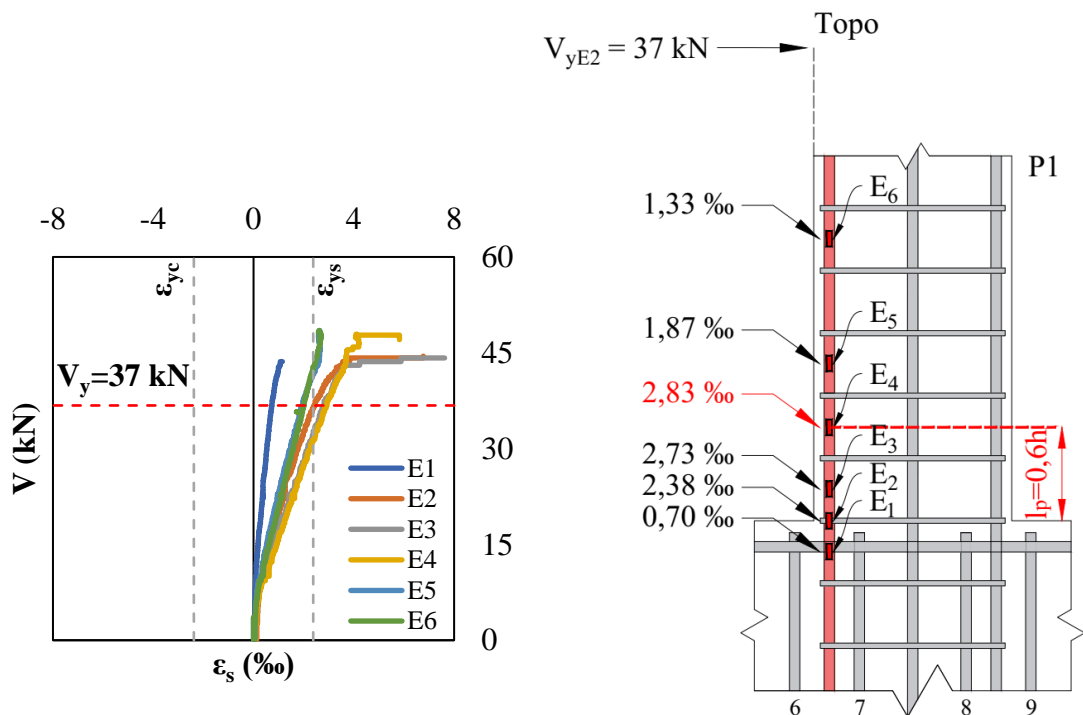 -8 -4 0 4 8
ε_yc
ε_ys
60
45
30
15
0
V_y=37 kN
V (kN)
E1
E2
E3
E4
E5
E6
ε_s (‰)
Topo
V_yE2 = 37 kN
P1
1,33 ‰
E_6
1,87 ‰
E_5
2,83 ‰
E_4
2,73 ‰
E_3
2,38 ‰
E_2
0,70 ‰
E_1
l_p=0,6h
6 7 8 9